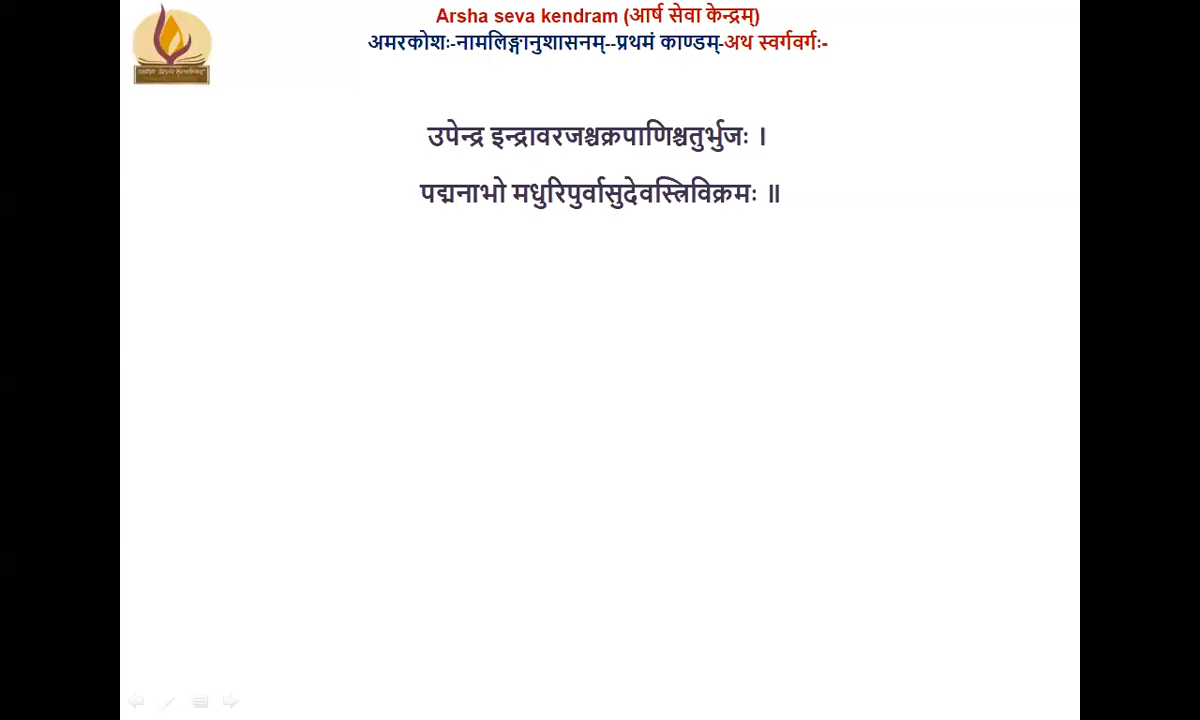 Arsha seva kendram (आर्ष सेवा केन्द्रम्)
अमरकोशः-नामलिङ्गानुशासनम्--प्रथमं काण्डम्-अथ स्वर्गवर्गः-
उपेन्द्र इन्द्रावरजश्चक्रपाणिश्चतुर्भुजः ।
पद्मनाभो मधुरिपुर्वासुदेवस्त्रिविक्रमः ॥